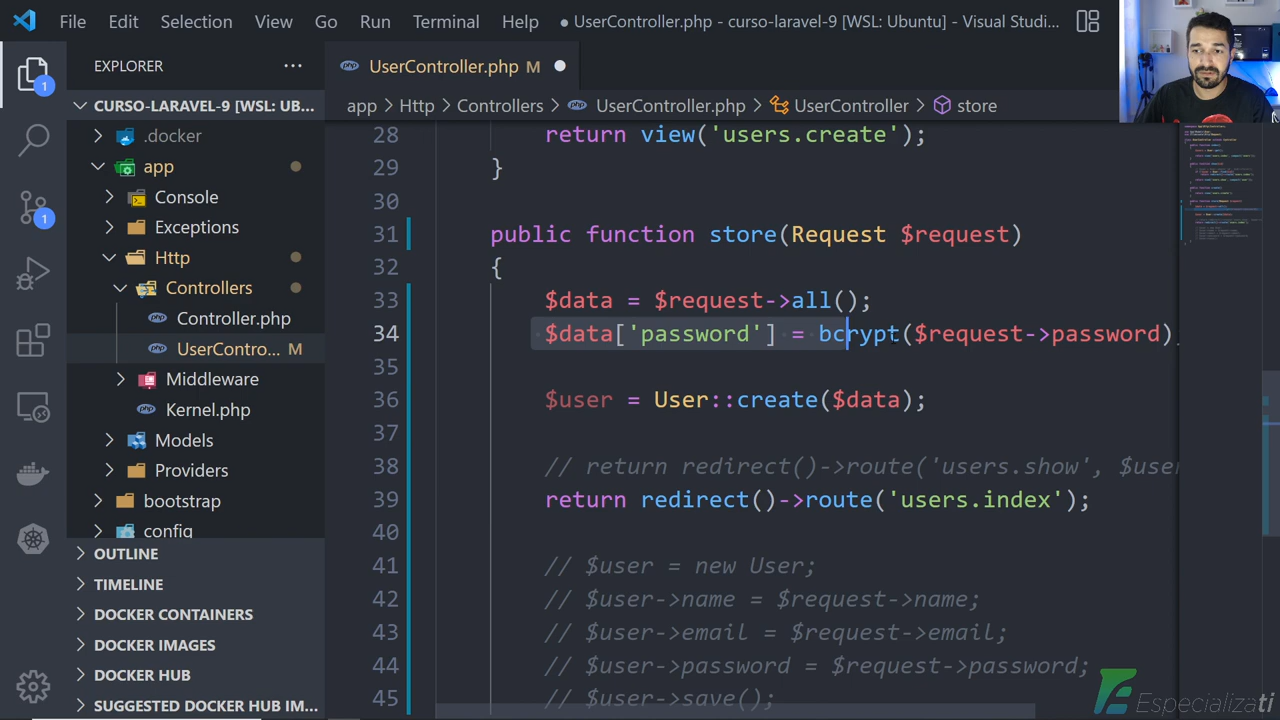 File Edit Selection View Go Run Terminal Help ● UserController.php - curso-laravel-9 [WSL: Ubuntu] - Visual Studi...
EXPLORER ...
UserController.php M
CURSO-LARAVEL-9 [WSL: UB...
app > Http > Controllers > UserController.php > UserController > store
.docker
app
Console
Exceptions
Http
Controllers
Controller.php
UserContro... M
Middleware
Kernel.php
Models
Providers
bootstrap
config
OUTLINE
TIMELINE
DOCKER CONTAINERS
DOCKER IMAGES
DOCKER HUB
SUGGESTED DOCKER HUB IM...
1
1
28 return view('users.create');
29 }
30
31 public function store(Request $request)
32 {
33 $data = $request->all();
34 $data['password'] = bcrypt($request->password)
35
36 $user = User::create($data);
37
38 // return redirect()->route('users.show', $user
39 return redirect()->route('users.index');
40
41 // $user = new User;
42 // $user->name = $request->name;
43 // $user->email = $request->email;
44 // $user->password = $request->password;
45 // $user->save();
Especializati